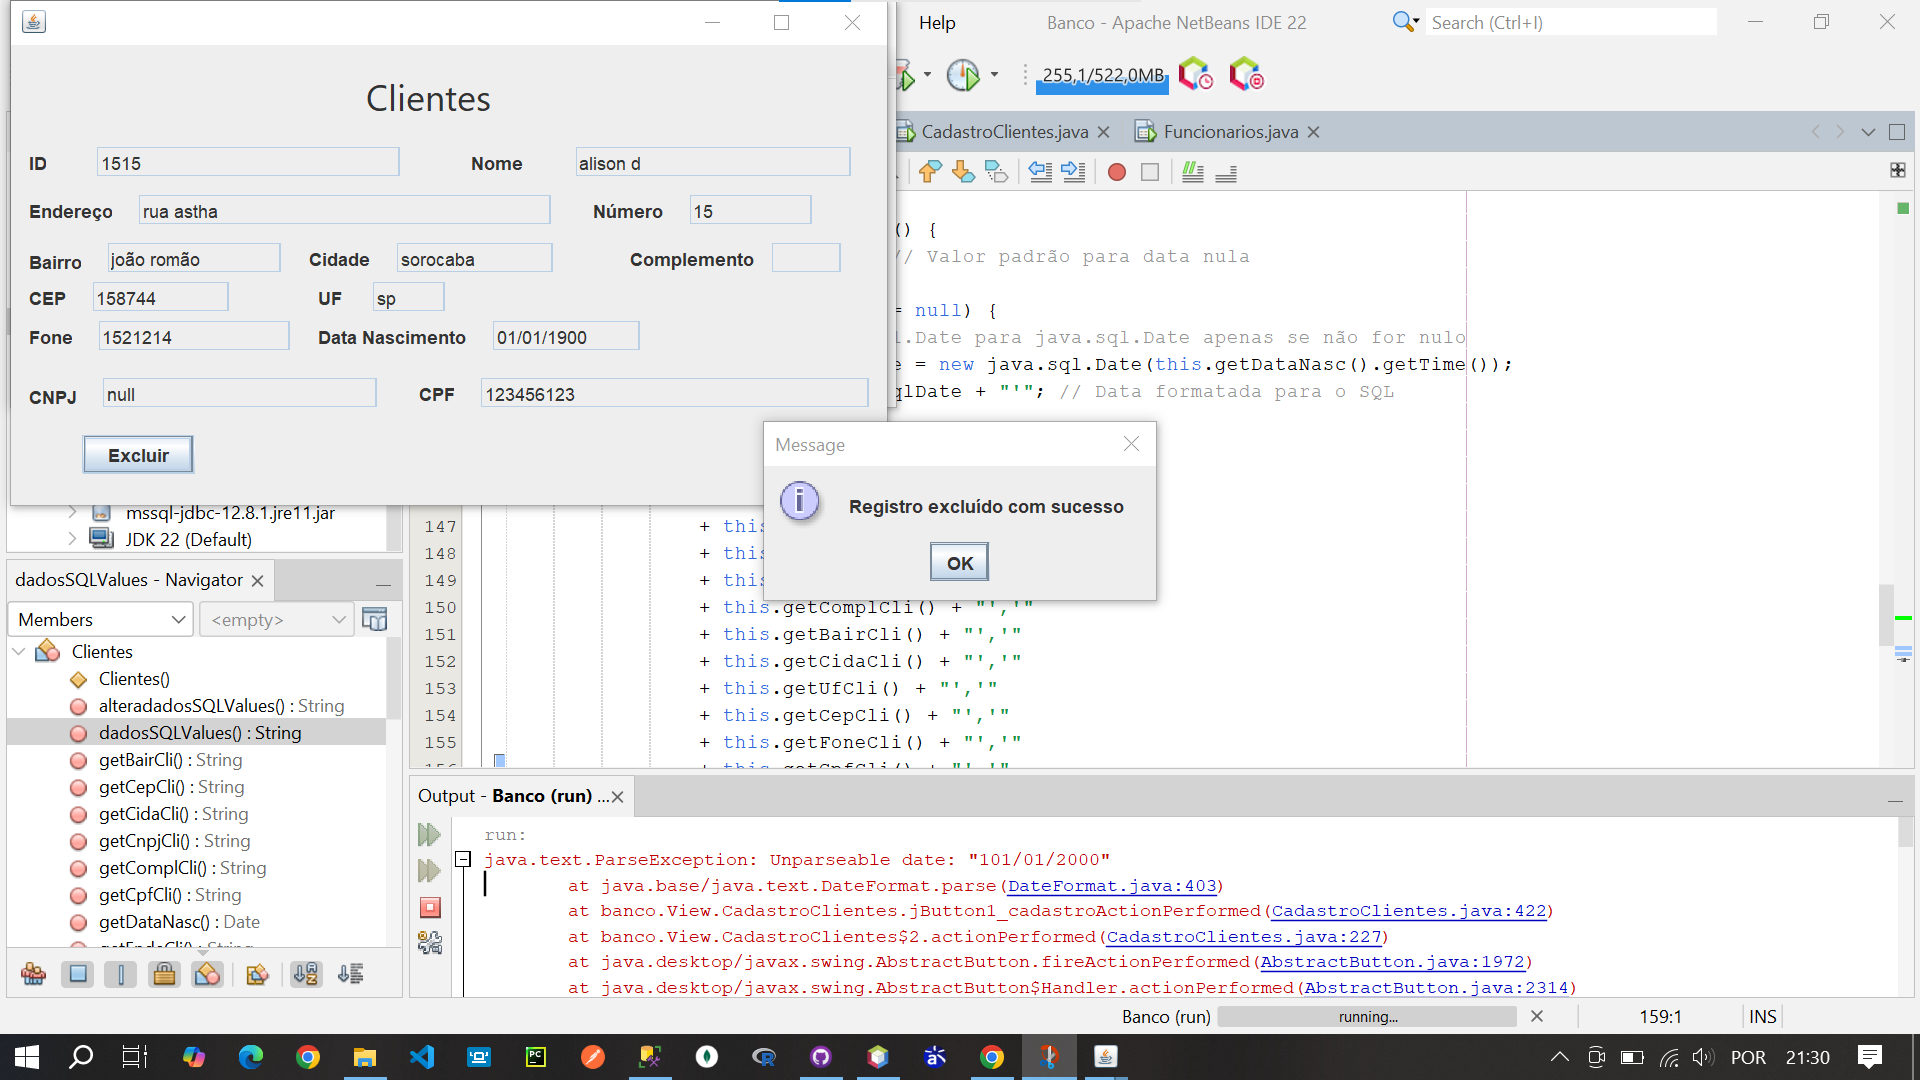 Help
Banco - Apache NetBeans IDE 22
Search (Ctrl+I)
255,1/522,0MB
Clientes
ID
1515
Nome
alison d
Endereço
rua astha
Número
15
Bairro
joão romão
Cidade
sorocaba
Complemento
CEP
158744
UF
sp
Fone
1521214
Data Nascimento
01/01/1900
CNPJ
null
CPF
123456123
Excluir
CadastroClientes.java
Funcionarios.java
() {
// Valor padrão para data nula
= null) {
.Date para java.sql.Date apenas se não for nulo
= new java.sql.Date(this.getDataNasc().getTime());
qlDate + "'"; // Data formatada para o SQL
Message
Registro excluído com sucesso
OK
mssql-jdbc-12.8.1.jre11.jar
JDK 22 (Default)
147 + this
148 + this
149 + this
150 + this.getComplCli() + "','"
151 + this.getBairCli() + "','"
152 + this.getCidaCli() + "','"
153 + this.getUfCli() + "','"
154 + this.getCepCli() + "','"
155 + this.getFoneCli() + "','"
156 + this.getCpfCli() + "','"
dadosSQLValues - Navigator
Members
<empty>
Clientes
Clientes()
alteradadosSQLValues() : String
dadosSQLValues() : String
getBairCli() : String
getCepCli() : String
getCidaCli() : String
getCnpjCli() : String
getComplCli() : String
getCpfCli() : String
getDataNasc() : Date
getEndeCli() : String
Output - Banco (run) ...
run:
java.text.ParseException: Unparseable date: "101/01/2000"
at java.base/java.text.DateFormat.parse(DateFormat.java:403)
at banco.View.CadastroClientes.jButton1_cadastroActionPerformed(CadastroClientes.java:422)
at banco.View.CadastroClientes$2.actionPerformed(CadastroClientes.java:227)
at java.desktop/javax.swing.AbstractButton.fireActionPerformed(AbstractButton.java:1972)
at java.desktop/javax.swing.AbstractButton$Handler.actionPerformed(AbstractButton.java:2314)
Banco (run)
running...
159:1
INS
POR
21:30